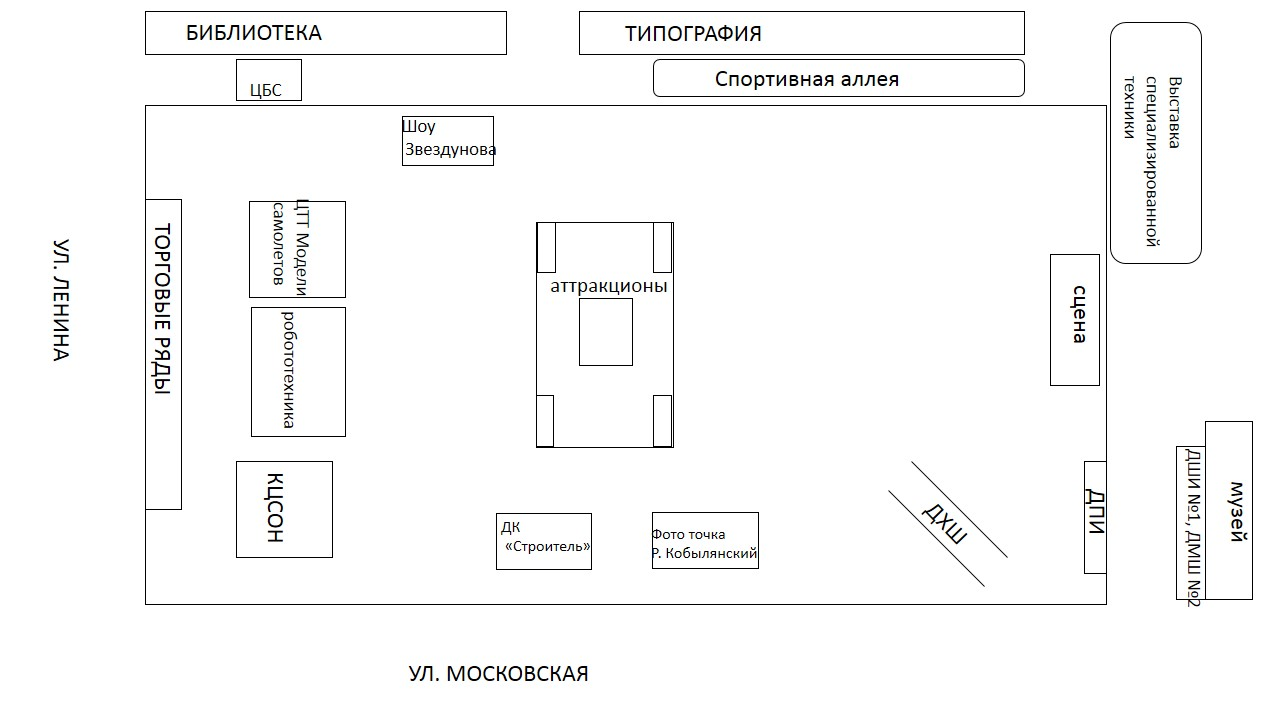 БИБЛИОТЕКА
ТИПОГРАФИЯ
ЦБС
Спортивная аллея
Выставка
специализированной
техники
Шоу
Звездунова
ЦТТ Модели
самолетов
ТОРГОВЫЕ РЯДЫ
УЛ. ЛЕНИНА
аттракционы
сцена
робототехника
КЦСОН
ДК
«Строитель»
Фото точка
Р. Кобылянский
ДХШ
ДПИ
ДШИ №1, ДМШ №2
музей
УЛ. МОСКОВСКАЯ